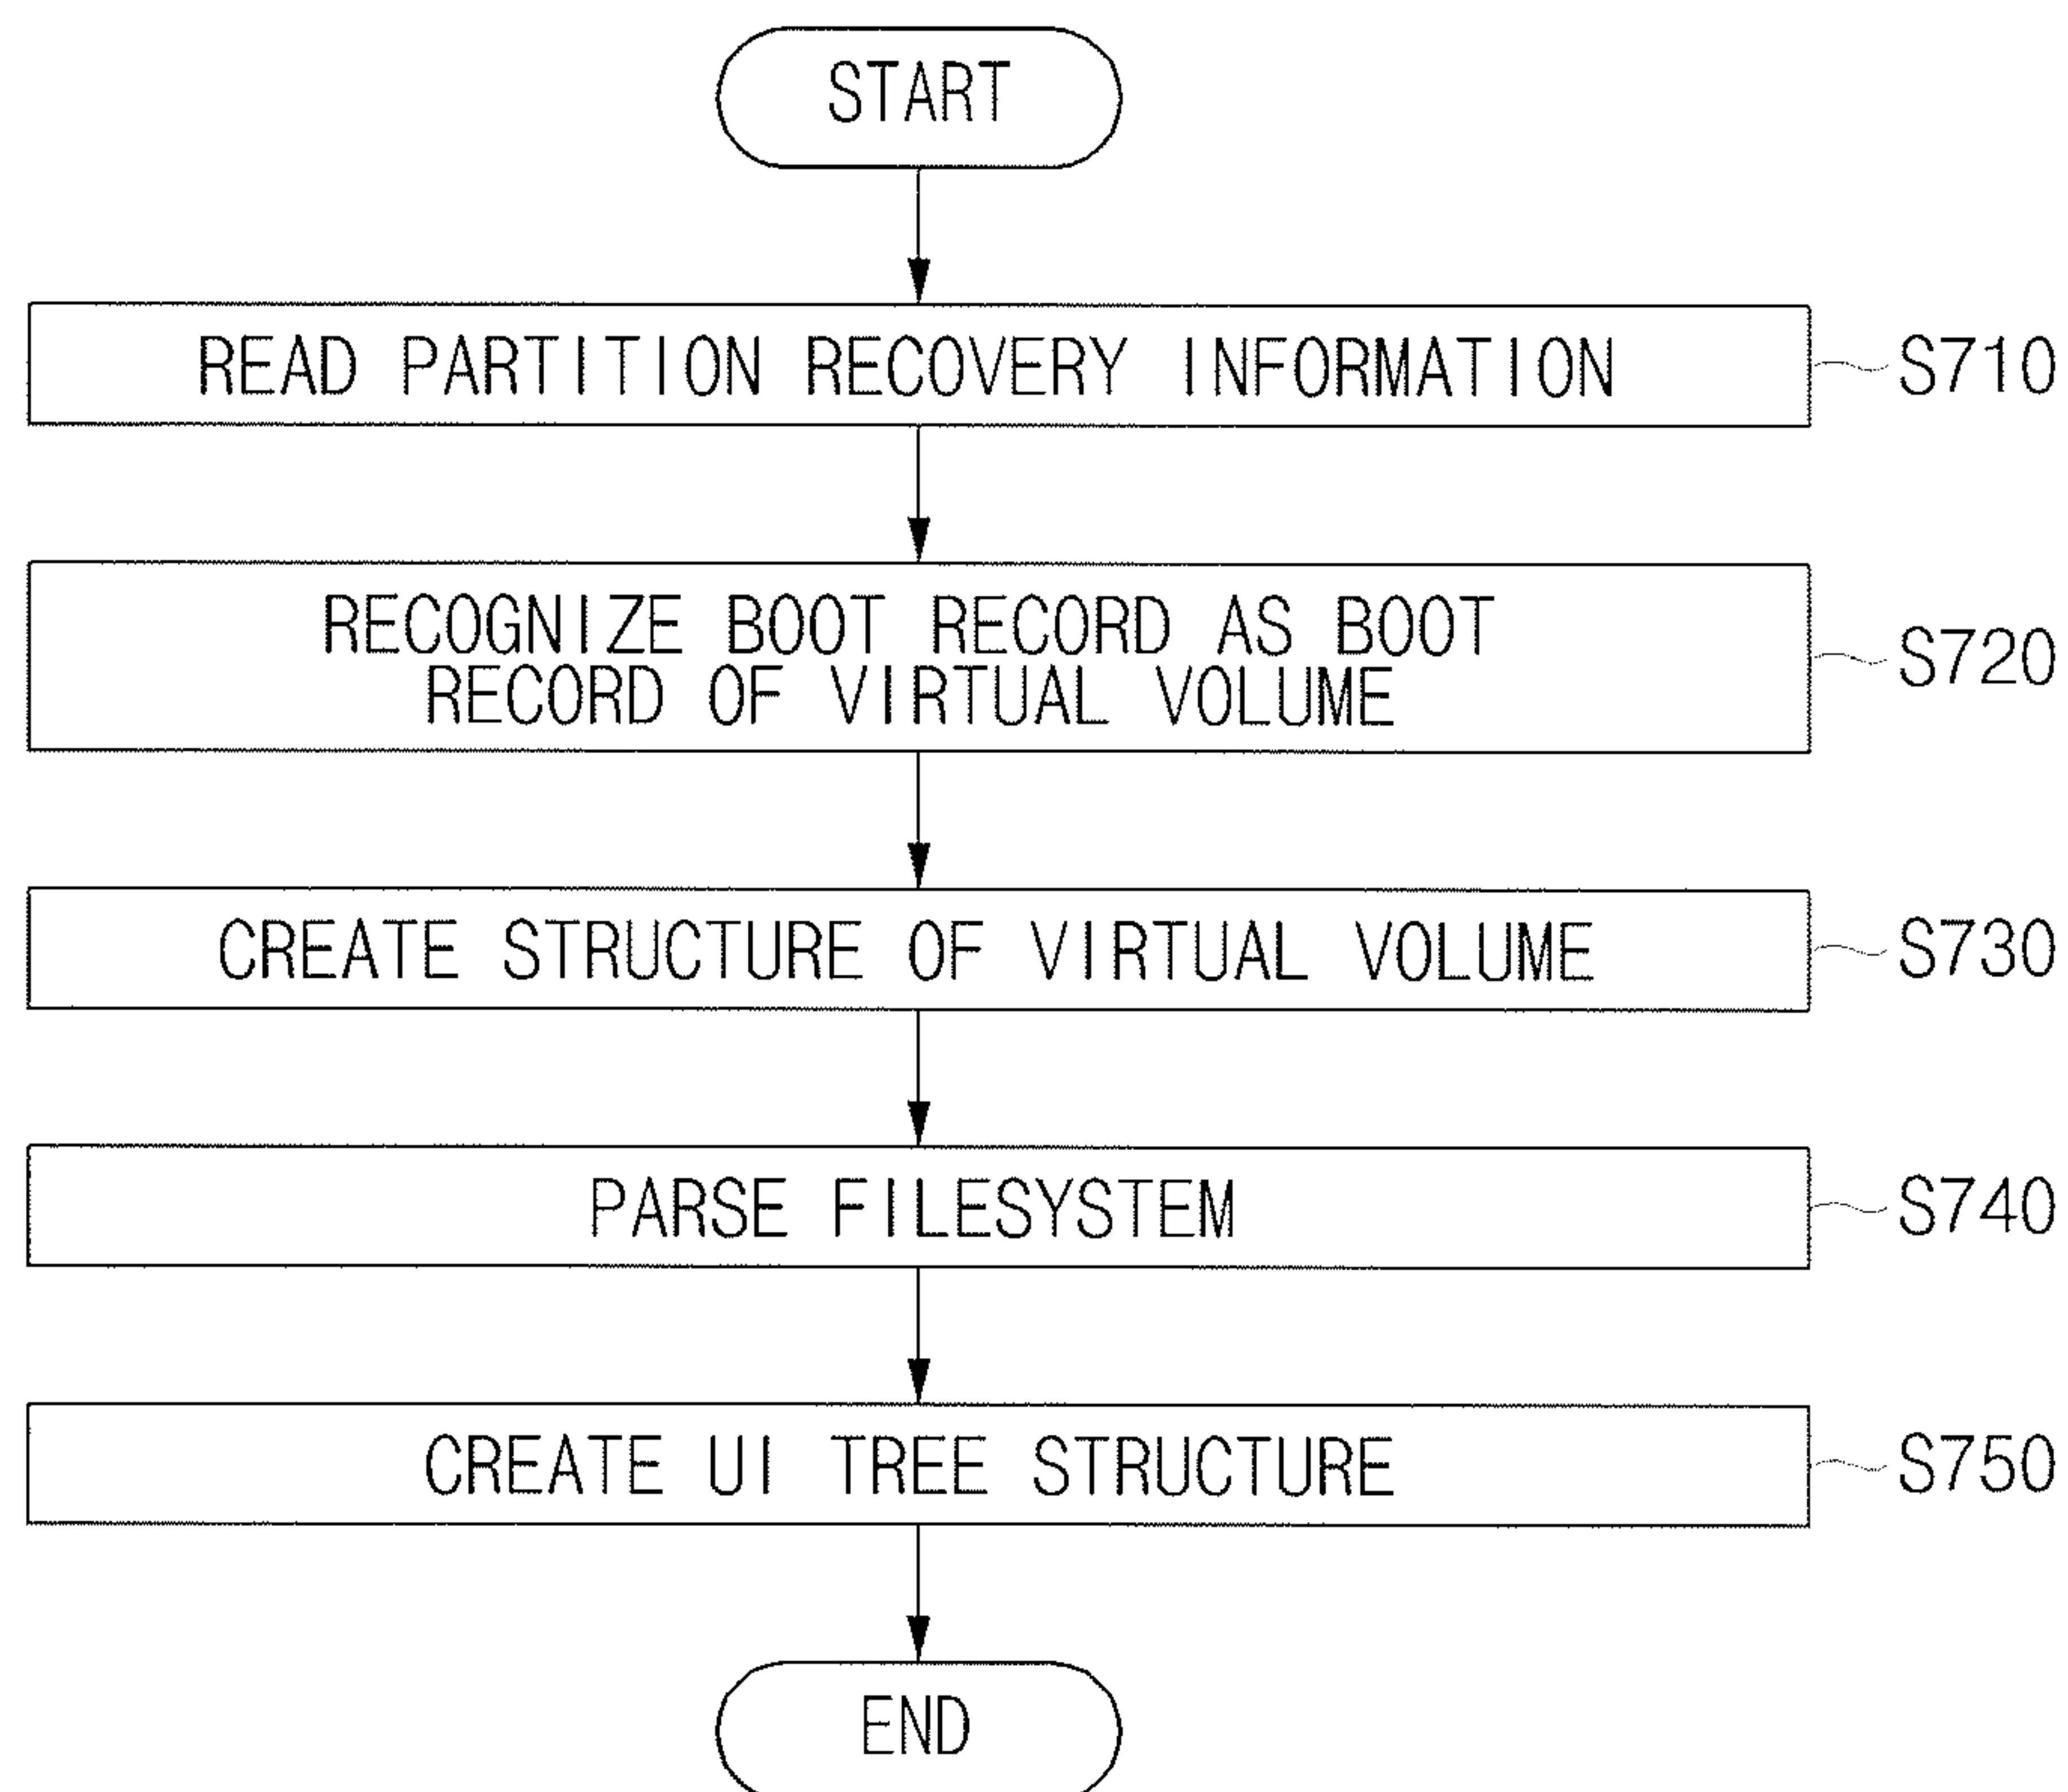 START
READ PARTITION RECOVERY INFORMATION
S710
RECOGNIZE BOOT RECORD AS BOOT
RECORD OF VIRTUAL VOLUME
S720
CREATE STRUCTURE OF VIRTUAL VOLUME
S730
PARSE FILESYSTEM
S740
CREATE UI TREE STRUCTURE
S750
END